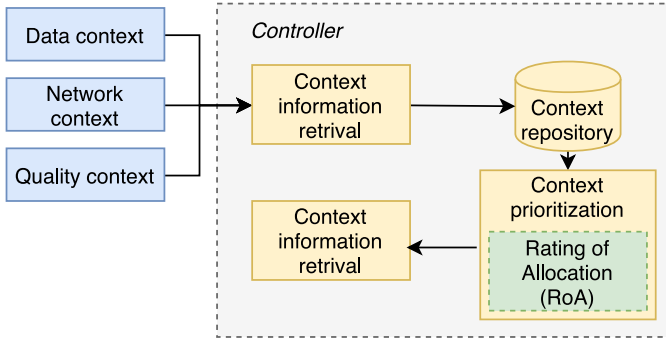 Data context
Network
context
Quality context
Controller
Context
information
retrival
Context
repository
Context
prioritization
Rating of
Allocation
(RoA)
Context
information
retrival